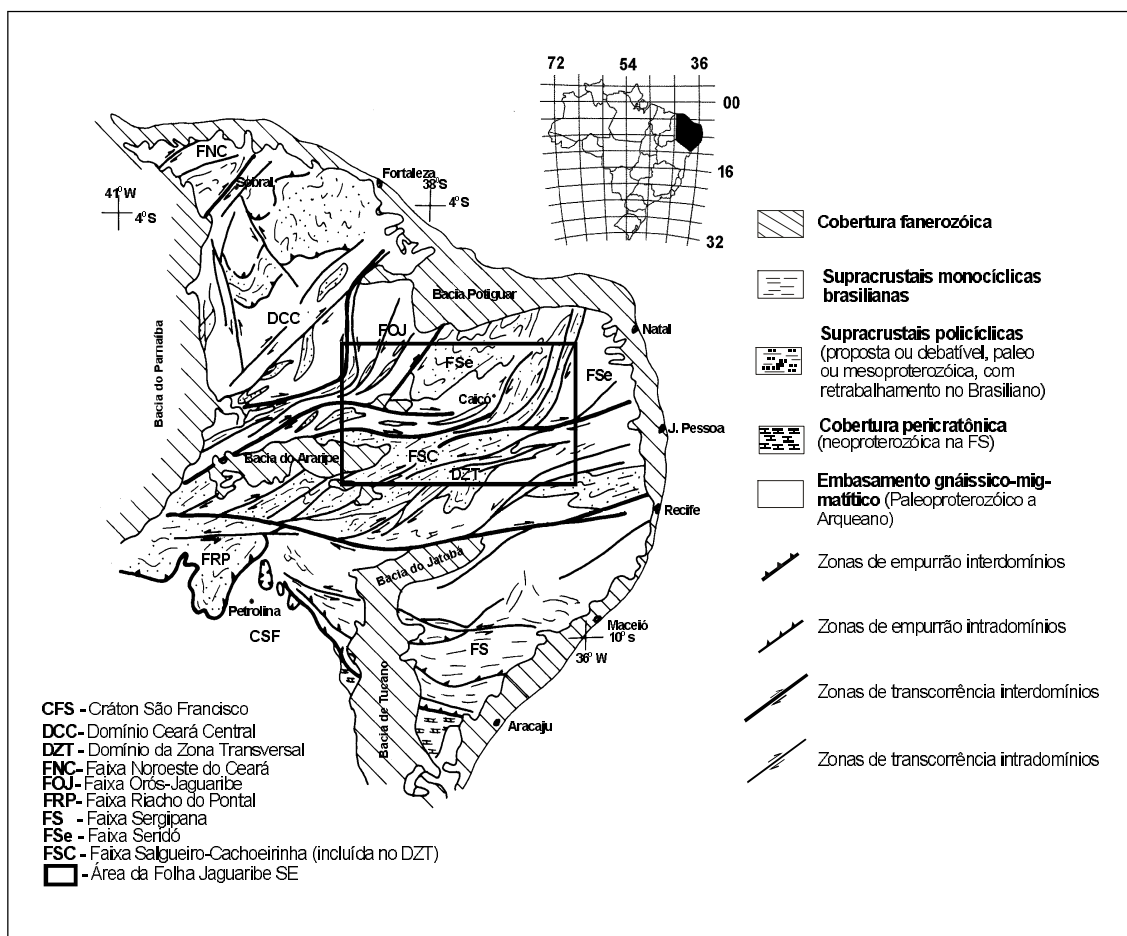 72 54 36
00
16
32
FNC
Sobral
Fortaleza
41° W
4° S
38° S
4° S
Bacia Potiguar
DCC
FOJ
Natal
FSe
FSe
Caicó
Bacia do Parnaíba
J. Pessoa
Bacia do Araripe
FSC
DZT
Recife
FRP
Bacia do Jatobá
Petrolina
CSF
Maceió
10° s
36° W
FS
Bacia de Tucano
Aracaju
Cobertura fanerozóica
Supracrustais monocíclicas
brasilianas
Supracrustais policíclicas
(proposta ou debatível, paleo
ou mesoproterozóica, com
retrabalhamento no Brasiliano)
Cobertura pericratônica
(neoproterozóica na FS)
Embasamento gnáissico-mig-
matítico (Paleoproterozóico a
Arqueano)
Zonas de empurrão interdomínios
Zonas de empurrão intradomínios
Zonas de transcorrência interdomínios
Zonas de transcorrência intradomínios
CFS - Cráton São Francisco
DCC - Domínio Ceará Central
DZT - Domínio da Zona Transversal
FNC - Faixa Noroeste do Ceará
FOJ - Faixa Orós-Jaguaribe
FRP - Faixa Riacho do Pontal
FS - Faixa Sergipana
FSe - Faixa Seridó
FSC - Faixa Salgueiro-Cachoeirinha (incluída no DZT)
- Área da Folha Jaguaribe SE